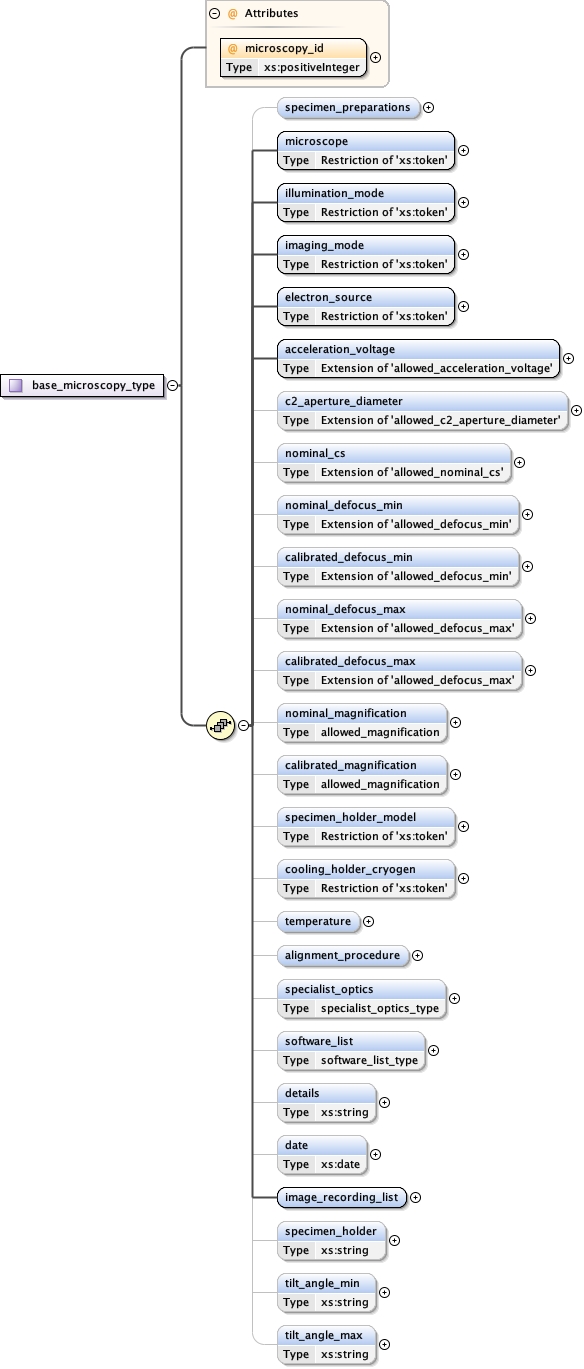 @ Attributes
@ microscopy_id
Type xs:positiveInteger
specimen_preparations
microscope
Type Restriction of 'xs:token'
illumination_mode
Type Restriction of 'xs:token'
imaging_mode
Type Restriction of 'xs:token'
electron_source
Type Restriction of 'xs:token'
acceleration_voltage
Type Extension of 'allowed_acceleration_voltage'
base_microscopy_type
c2_aperture_diameter
Type Extension of 'allowed_c2_aperture_diameter'
nominal_cs
Type Extension of 'allowed_nominal_cs'
nominal_defocus_min
Type Extension of 'allowed_defocus_min'
calibrated_defocus_min
Type Extension of 'allowed_defocus_min'
nominal_defocus_max
Type Extension of 'allowed_defocus_max'
calibrated_defocus_max
Type Extension of 'allowed_defocus_max'
nominal_magnification
Type allowed_magnification
calibrated_magnification
Type allowed_magnification
specimen_holder_model
Type Restriction of 'xs:token'
cooling_holder_cryogen
Type Restriction of 'xs:token'
temperature
alignment_procedure
specialist_optics
Type specialist_optics_type
software_list
Type software_list_type
details
Type xs:string
date
Type xs:date
image_recording_list
specimen_holder
Type xs:string
tilt_angle_min
Type xs:string
tilt_angle_max
Type xs:string